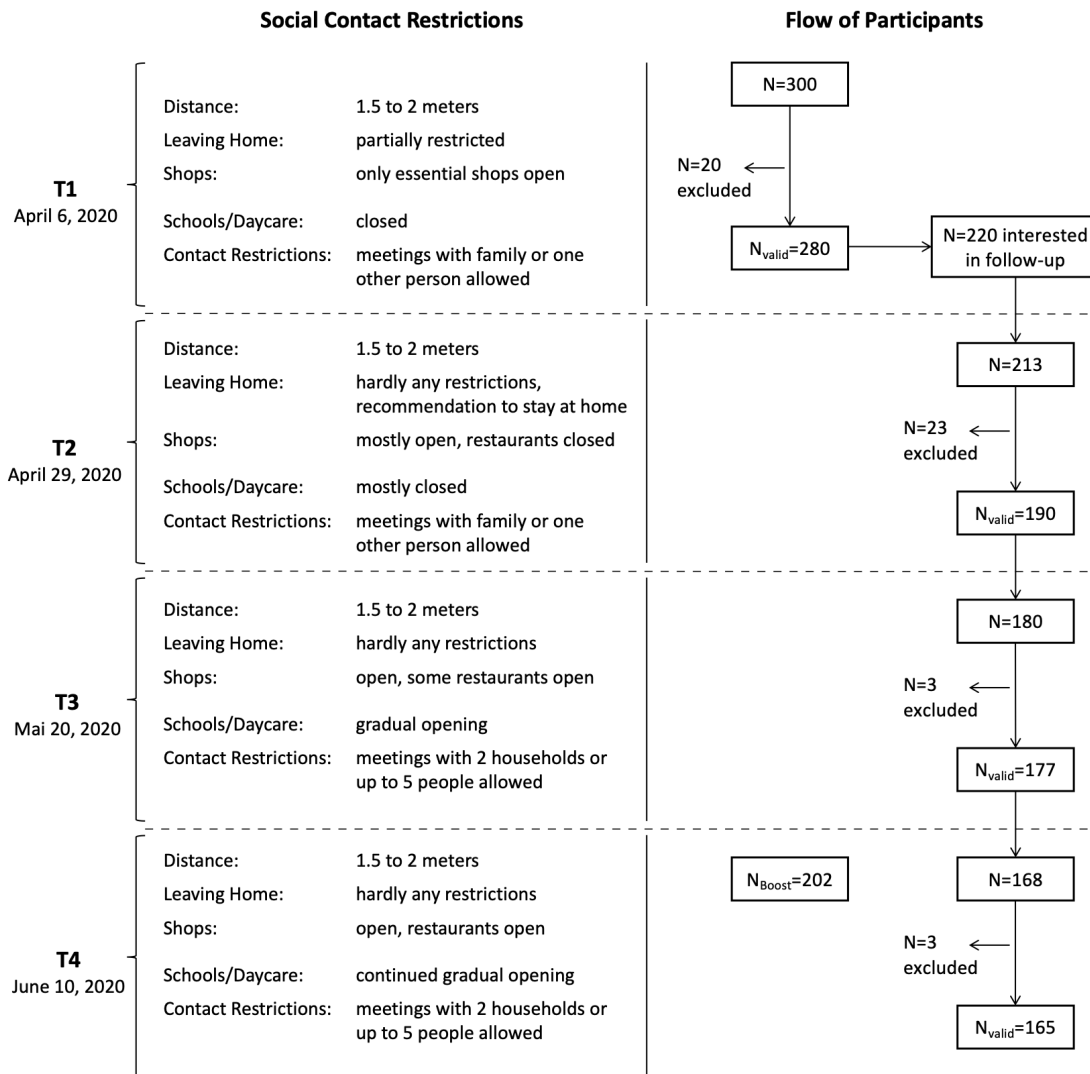 Social Contact Restrictions
Flow of Participants
T1
April 6, 2020
Distance: 1.5 to 2 meters
Leaving Home: partially restricted
Shops: only essential shops open
Schools/Daycare: closed
Contact Restrictions: meetings with family or one
other person allowed
N=300
N=20
excluded
Nvalid=280
N=220 interested
in follow-up
T2
April 29, 2020
Distance: 1.5 to 2 meters
Leaving Home: hardly any restrictions,
recommendation to stay at home
Shops: mostly open, restaurants closed
Schools/Daycare: mostly closed
Contact Restrictions: meetings with family or one
other person allowed
N=213
N=23
excluded
Nvalid=190
T3
Mai 20, 2020
Distance: 1.5 to 2 meters
Leaving Home: hardly any restrictions
Shops: open, some restaurants open
Schools/Daycare: gradual opening
Contact Restrictions: meetings with 2 households or
up to 5 people allowed
N=180
N=3
excluded
Nvalid=177
T4
June 10, 2020
Distance: 1.5 to 2 meters
Leaving Home: hardly any restrictions
Shops: open, restaurants open
Schools/Daycare: continued gradual opening
Contact Restrictions: meetings with 2 households or
up to 5 people allowed
NBoost=202
N=168
N=3
excluded
Nvalid=165